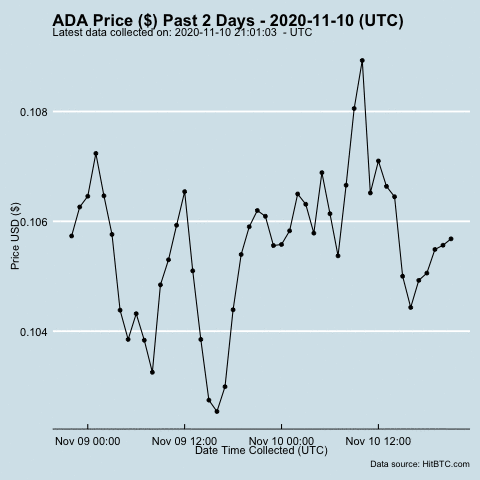 ADA Price ($) Past 2 Days - 2020-11-10 (UTC)
Latest data collected on: 2020-11-10 21:01:03 - UTC
0.108
0.106
0.104
Price USD ($)
Nov 09 00:00 Nov 09 12:00 Nov 10 00:00 Nov 10 12:00
Date Time Collected (UTC)
Data source: HitBTC.com